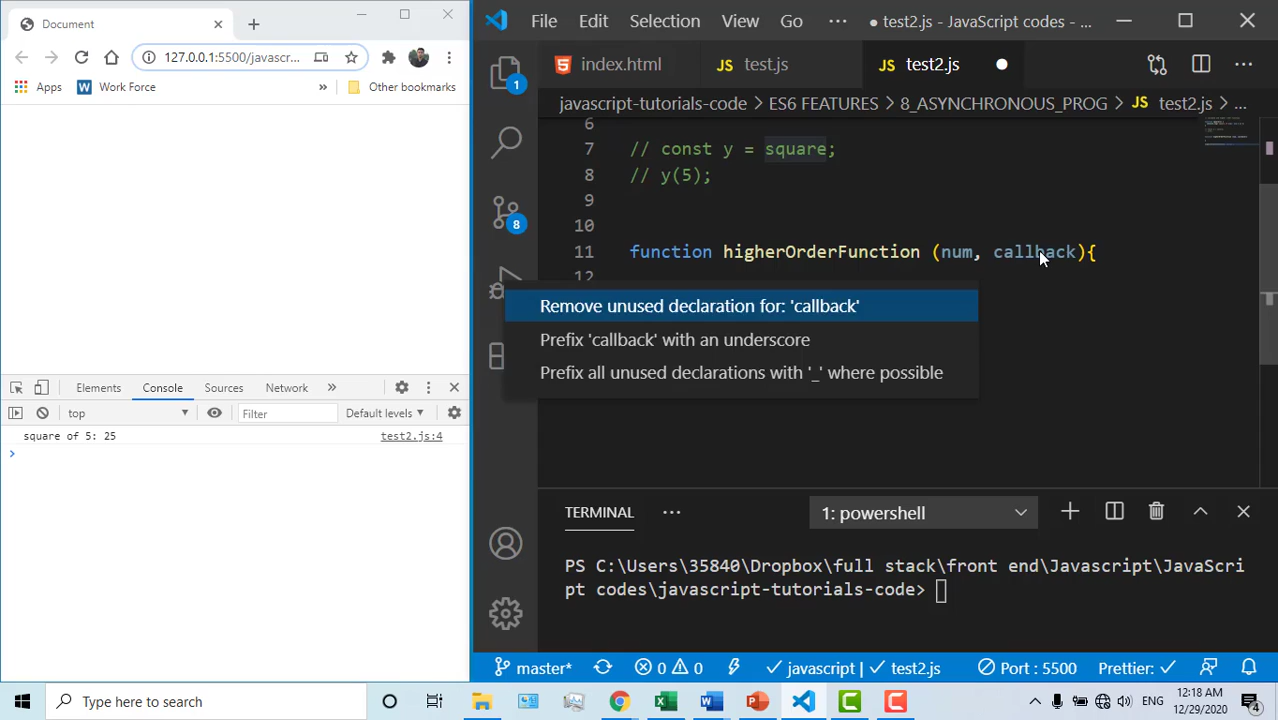 Document
127.0.0.1:5500/javascr...
Apps
Work Force
»
Other bookmarks
Elements
Console
Sources
Network
»
top
Filter
Default levels
square of 5: 25
test2.js:4
File
Edit
Selection
View
Go
...
● test2.js - JavaScript codes - ...
1
8
index.html
JS test.js
JS test2.js
...
javascript-tutorials-code > ES6 FEATURES > 8_ASYNCHRONOUS_PROG > JS test2.js > ...
6
7 // const y = square;
8 // y(5);
9
10
11 function higherOrderFunction (num, callback){
12
Remove unused declaration for: 'callback'
Prefix 'callback' with an underscore
Prefix all unused declarations with '_' where possible
TERMINAL
...
1: powershell
PS C:\Users\35840\Dropbox\full stack\front end\Javascript\JavaScri
pt codes\javascript-tutorials-code>
master*
0
0
javascript |
test2.js
Port : 5500
Prettier:
Type here to search
ENG
12:18 AM
12/29/2020
4